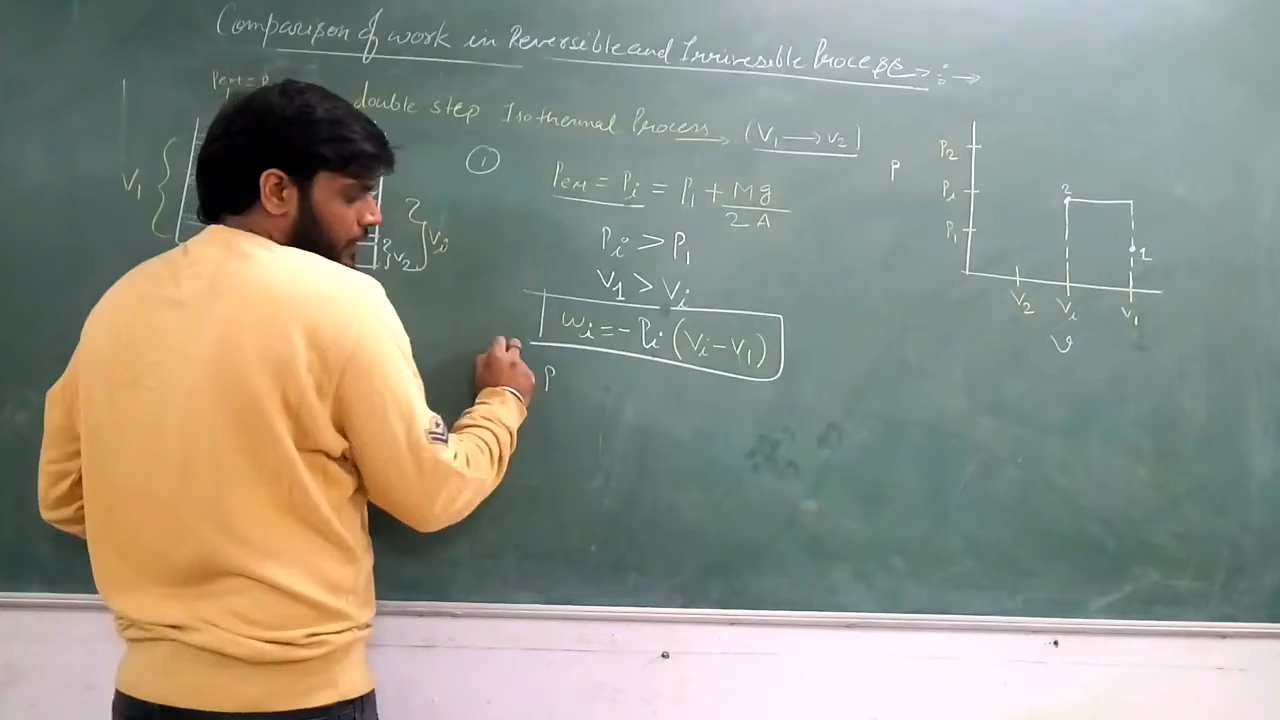 Comparison of work in Reversible and Irriversible Process :→
Pext = P
double step Isothermal Process → (V1 → V2)
①
Pext = Pi = P1 + Mg/2A
Pi > P1
V1 > Vi
wi = - Pi (Vi - V1)
P
V1
Vi
V2
P
P2
Pi
P1
2
1
V2 Vi V1
V